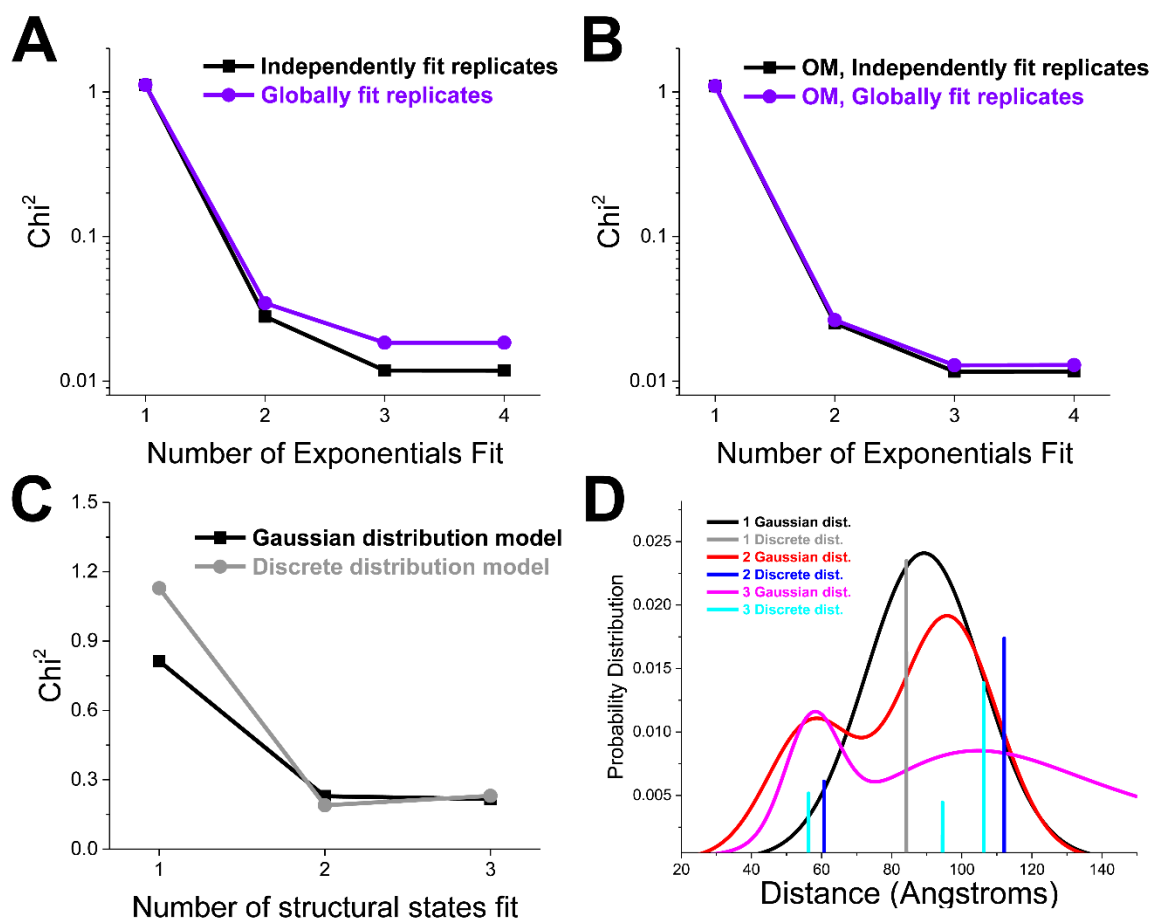 A
Independently fit replicates
Globally fit replicates
1
0.1
0.01
Chi²
1 2 3 4
Number of Exponentials Fit
B
OM, Independently fit replicates
OM, Globally fit replicates
1
0.1
0.01
Chi²
1 2 3 4
Number of Exponentials Fit
C
Gaussian distribution model
Discrete distribution model
1.5
1.2
0.9
0.6
0.3
0.0
Chi²
1 2 3
Number of structural states fit
D
1 Gaussian dist.
1 Discrete dist.
2 Gaussian dist.
2 Discrete dist.
3 Gaussian dist.
3 Discrete dist.
0.025
0.020
0.015
0.010
0.005
Probability Distribution
20 40 60 80 100 120 140
Distance (Angstroms)